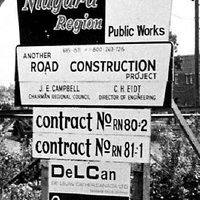 Niagara
Region
Public Works
ANOTHER
ROAD CONSTRUCTION
PROJECT
J. E. CAMPBELL
CHAIRMAN REGIONAL COUNCIL
C. H. EIDT
DIRECTOR OF ENGINEERING
contract No RN 80-2
contract No RN 81-1
DeLCan